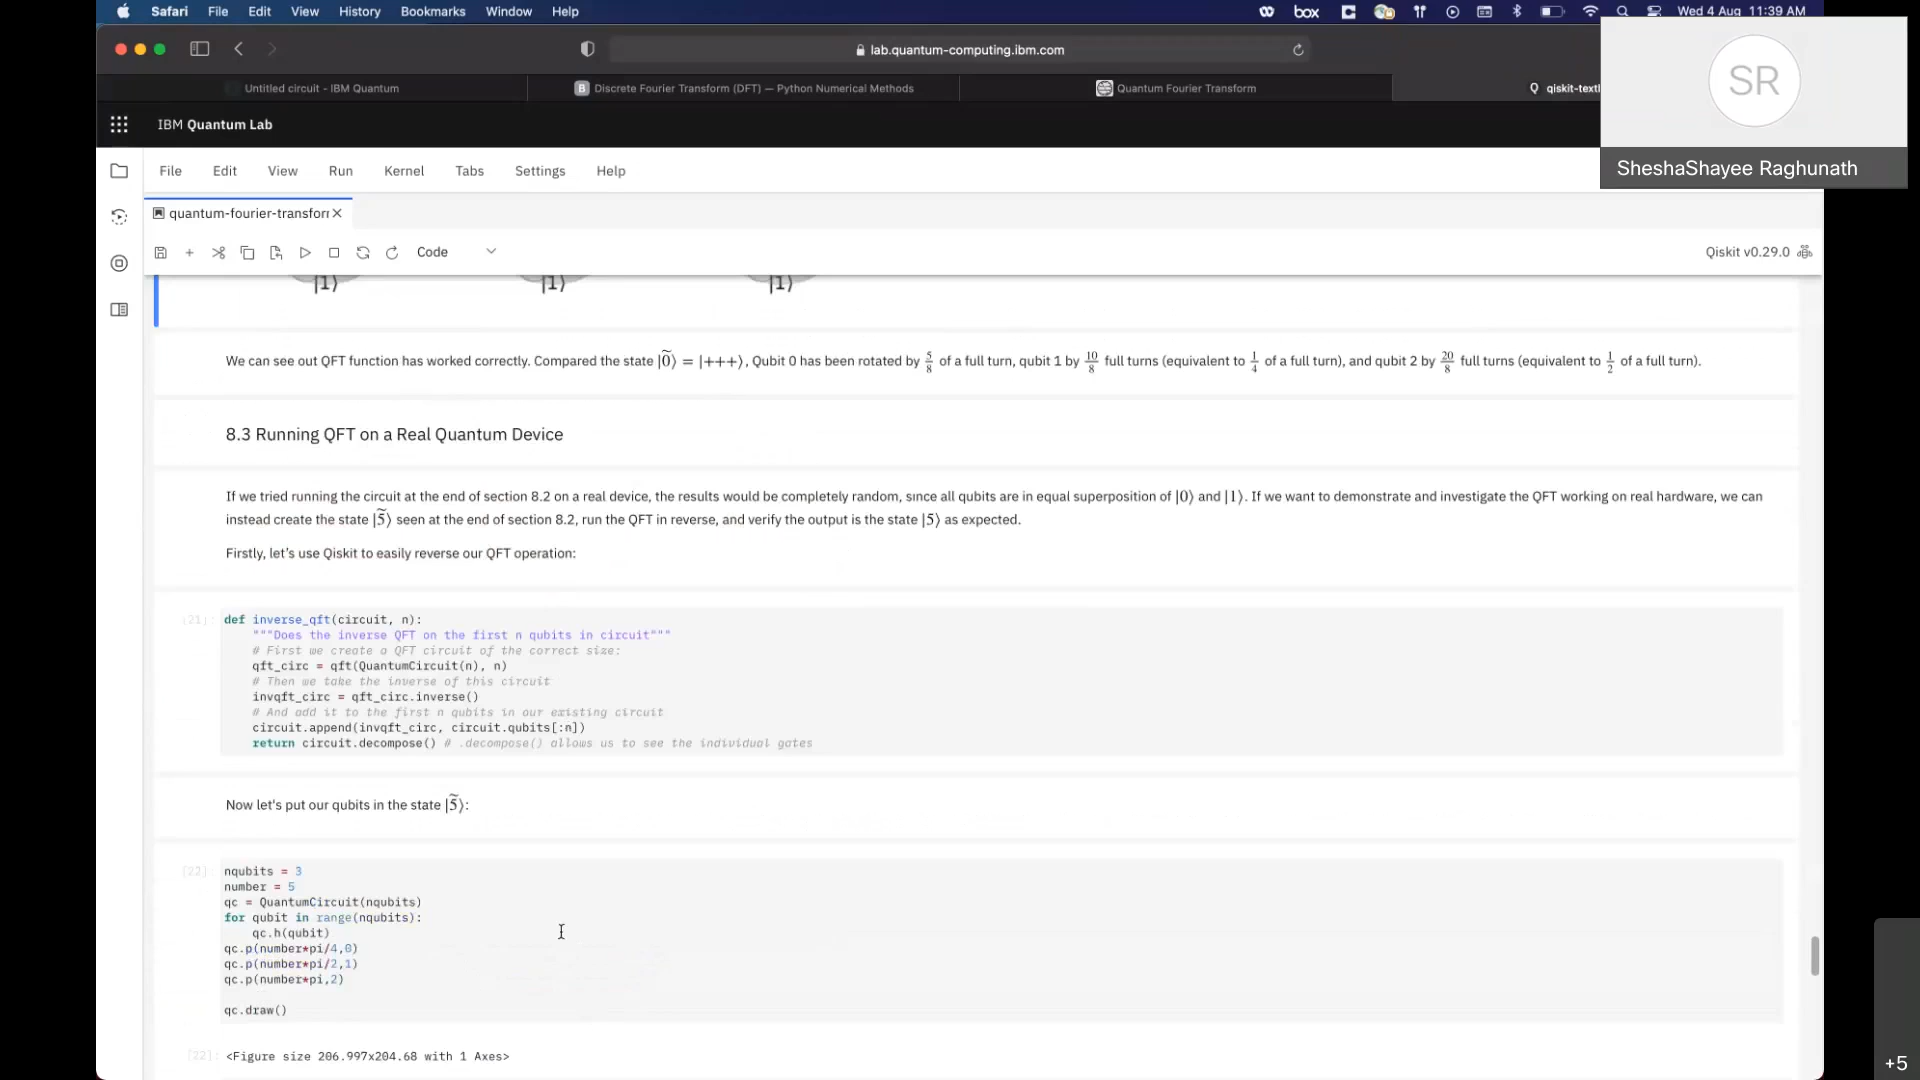 Safari File Edit View History Bookmarks Window Help box Wed 4 Aug 11:39 AM
lab.quantum-computing.ibm.com
Untitled circuit - IBM Quantum
B Discrete Fourier Transform (DFT) — Python Numerical Methods
Quantum Fourier Transform
SR
SheshaShayee Raghunath
IBM Quantum Lab
File Edit View Run Kernel Tabs Settings Help
Code
Qiskit v0.29.0
|1⟩ |1⟩ |1⟩
We can see out QFT function has worked correctly. Compared the state |0̃⟩ = |+++⟩, Qubit 0 has been rotated by 5/8 of a full turn, qubit 1 by 10/8 full turns (equivalent to 1/4 of a full turn), and qubit 2 by 20/8 full turns (equivalent to 1/2 of a full turn).
8.3 Running QFT on a Real Quantum Device
If we tried running the circuit at the end of section 8.2 on a real device, the results would be completely random, since all qubits are in equal superposition of |0⟩ and |1⟩. If we want to demonstrate and investigate the QFT working on real hardware, we can
instead create the state |5̃⟩ seen at the end of section 8.2, run the QFT in reverse, and verify the output is the state |5⟩ as expected.
Firstly, let's use Qiskit to easily reverse our QFT operation:
[21]: def inverse_qft(circuit, n):
"""Does the inverse QFT on the first n qubits in circuit"""
# First we create a QFT circuit of the correct size:
qft_circ = qft(QuantumCircuit(n), n)
# Then we take the inverse of this circuit
invqft_circ = qft_circ.inverse()
# And add it to the first n qubits in our existing circuit
circuit.append(invqft_circ, circuit.qubits[:n])
return circuit.decompose() # .decompose() allows us to see the individual gates
Now let's put our qubits in the state |5̃⟩:
[22]: nqubits = 3
number = 5
qc = QuantumCircuit(nqubits)
for qubit in range(nqubits):
qc.h(qubit)
qc.p(number*pi/4,0)
qc.p(number*pi/2,1)
qc.p(number*pi,2)
qc.draw()
[22]: <Figure size 206.997x204.68 with 1 Axes>
+5